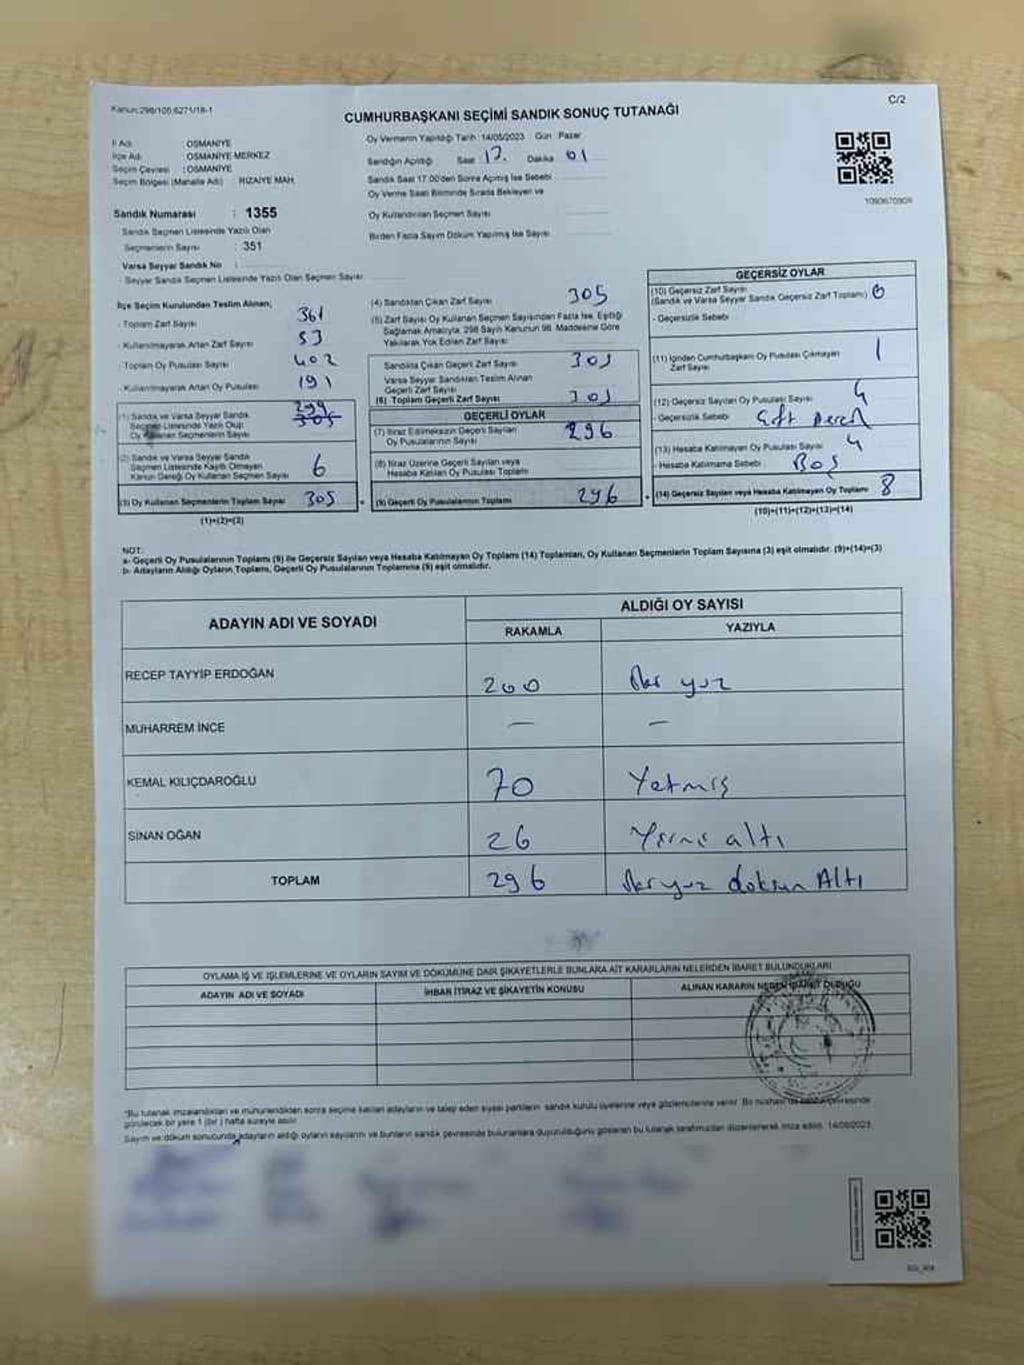 Kanun:298/105:6271/18-1
C/2
CUMHURBAŞKANI SEÇİMİ SANDIK SONUÇ TUTANAĞI
İl Adı : OSMANİYE
İlçe Adı : OSMANİYE MERKEZ
Seçim Çevresi : OSMANİYE
Seçim Bölgesi (Mahalle Adı) : RIZAİYE MAH.
Sandık Numarası : 1355
Sandık Seçmen Listesinde Yazılı Olan
Seçmenlerin Sayısı : 351
Varsa Seyyar Sandık No :
Seyyar Sandık Seçmen Listesinde Yazılı Olan Seçmen Sayısı
Oy Vermenin Yapıldığı Tarih 14/05/2023 Gün Pazar
Sandığın Açıldığı Saat 17. Dakika 01
Sandık Saat 17.00'den Sonra Açılmış İse Sebebi
Oy Verme Saati Bitiminde Sırada Bekleyen ve
Oy Kullandırılan Seçmen Sayısı
Birden Fazla Sayım Döküm Yapılmış İse Sayısı
1090670909
İlçe Seçim Kurulundan Teslim Alınan;
- Toplam Zarf Sayısı 361
- Kullanılmayarak Artan Zarf Sayısı 53
- Toplam Oy Pusulası 402
- Kullanılmayarak Artan Oy Pusulası 191
(1) Sandık ve Varsa Seyyar Sandık
Seçmen Listesinde Yazılı Olup
Oy Kullanan Seçmenlerin Sayısı
299
305
(2) Sandık ve Varsa Seyyar Sandık
Seçmen Listesinde Kayıtlı Olmayan
Kanun Gereği Oy Kullanan Seçmen Sayısı 6
(3) Oy Kullanan Seçmenlerin Toplam Sayısı 305
(1)+(2)=(3)
(4) Sandıktan Çıkan Zarf Sayısı 305
(5) Zarf Sayısı Oy Kullanan Seçmen Sayısından Fazla İse, Eşitliği
Sağlamak Amacıyla, 298 Sayılı Kanunun 98. Maddesine Göre
Yakılarak Yok Edilen Zarf Sayısı
Sandıkta Çıkan Geçerli Zarf Sayısı 305
Varsa Seyyar Sandıktan Teslim Alınan
Geçerli Zarf Sayısı
(6) Toplam Geçerli Zarf Sayısı 305
GEÇERLİ OYLAR
(7) İtiraz Edilmeksizin Geçerli Sayılan
Oy Pusulalarının Sayısı 296
(8) İtiraz Üzerine Geçerli Sayılan veya
Hesaba Katılan Oy Pusulası Toplamı
(9) Geçerli Oy Pusulalarının Toplamı 296
GEÇERSİZ OYLAR
(10) Geçersiz Zarf Sayısı
(Sandık ve Varsa Seyyar Sandık Geçersiz Zarf Toplamı) 0
- Geçersizlik Sebebi
(11) İçinden Cumhurbaşkanı Oy Pusulası Çıkmayan
Zarf Sayısı 1
(12) Geçersiz Sayılan Oy Pusulası Sayısı 4
- Geçersizlik Sebebi
(13) Hesaba Katılmayan Oy Pusulası Sayısı 4
- Hesaba Katılmama Sebebi Boş
(14) Geçersiz Sayılan veya Hesaba Katılmayan Oy Toplamı 8
(10)+(11)+(12)+(13)=(14)
NOT:
a- Geçerli Oy Pusulalarının Toplamı (9) ile Geçersiz Sayılan veya Hesaba Katılmayan Oy Toplamı (14) Toplamları, Oy Kullanan Seçmenlerin Toplam Sayısına (3) eşit olmalıdır. (9)+(14)=(3)
b- Adayların Aldığı Oyların Toplamı, Geçerli Oy Pusulalarının Toplamına (9) eşit olmalıdır.
ADAYIN ADI VE SOYADI
ALDIĞI OY SAYISI
RAKAMLA YAZIYLA
RECEP TAYYİP ERDOĞAN 200 iki yüz
MUHARREM İNCE — —
KEMAL KILIÇDAROĞLU 70 Yetmiş
SİNAN OĞAN 26 Yirmi altı
TOPLAM 296 iki yüz doksan Altı
OYLAMA İŞ VE İŞLEMLERİNE VE OYLARIN SAYIM VE DÖKÜMÜNE DAİR ŞİKAYETLERLE BUNLARA AİT KARARLARIN NELERDEN İBARET BULUNDUKLARI
ADAYIN ADI VE SOYADI İHBAR İTİRAZ VE ŞİKAYETİN KONUSU ALINAN KARARIN NEDEN İBARET OLDUĞU
*Bu tutanak imzalandıktan ve mühürlendikten sonra seçime katılan adayların ve talep eden siyasi partilerin sandık kurulu üyelerine veya gözlemcilerine verilir. Bir nüshası da sandık çevresinde
görülecek bir yere 1 (bir) hafta süreyle asılır.
Sayım ve döküm sonucunda adayların aldığı oyların sayılarını ve bunların sandık çevresinde bulunanlara duyurulduğunu gösteren bu tutanak tarafımızdan düzenlenerek imza edildi. 14/05/2023